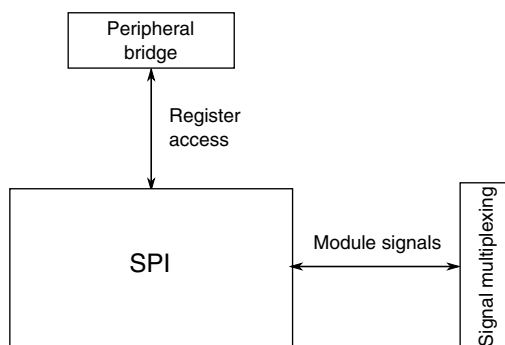 Peripheral
bridge
Register
access
SPI
Module signals
Signal multiplexing